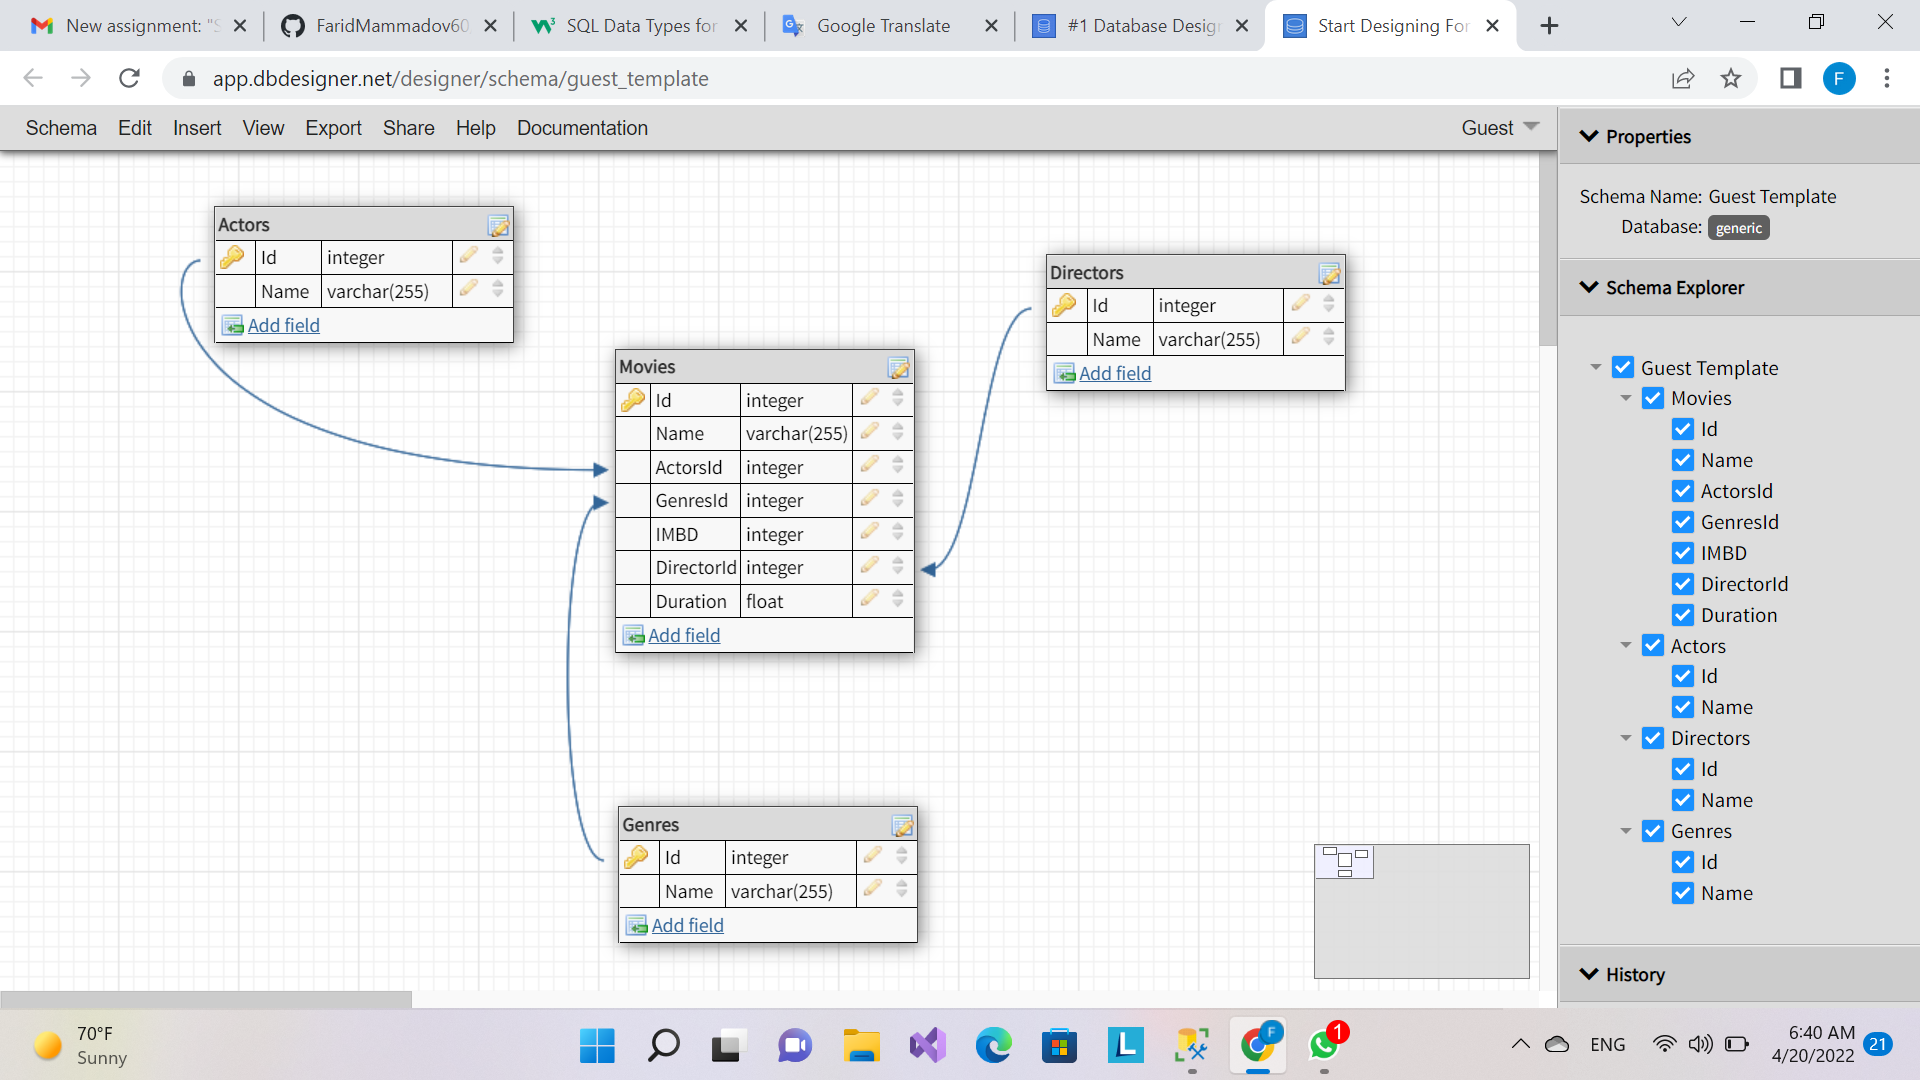 New assignment: "S
FaridMammadov60
SQL Data Types for
Google Translate
#1 Database Design
Start Designing For
app.dbdesigner.net/designer/schema/guest_template
F
Schema Edit Insert View Export Share Help Documentation
Guest
Actors
Id integer
Name varchar(255)
Add field
Directors
Id integer
Name varchar(255)
Add field
Movies
Id integer
Name varchar(255)
ActorsId integer
GenresId integer
IMBD integer
DirectorId integer
Duration float
Add field
Genres
Id integer
Name varchar(255)
Add field
Properties
Schema Name: Guest Template
Database: generic
Schema Explorer
Guest Template
Movies
Id
Name
ActorsId
GenresId
IMBD
DirectorId
Duration
Actors
Id
Name
Directors
Id
Name
Genres
Id
Name
History
70°F
Sunny
L
F
1
ENG
6:40 AM
4/20/2022
21